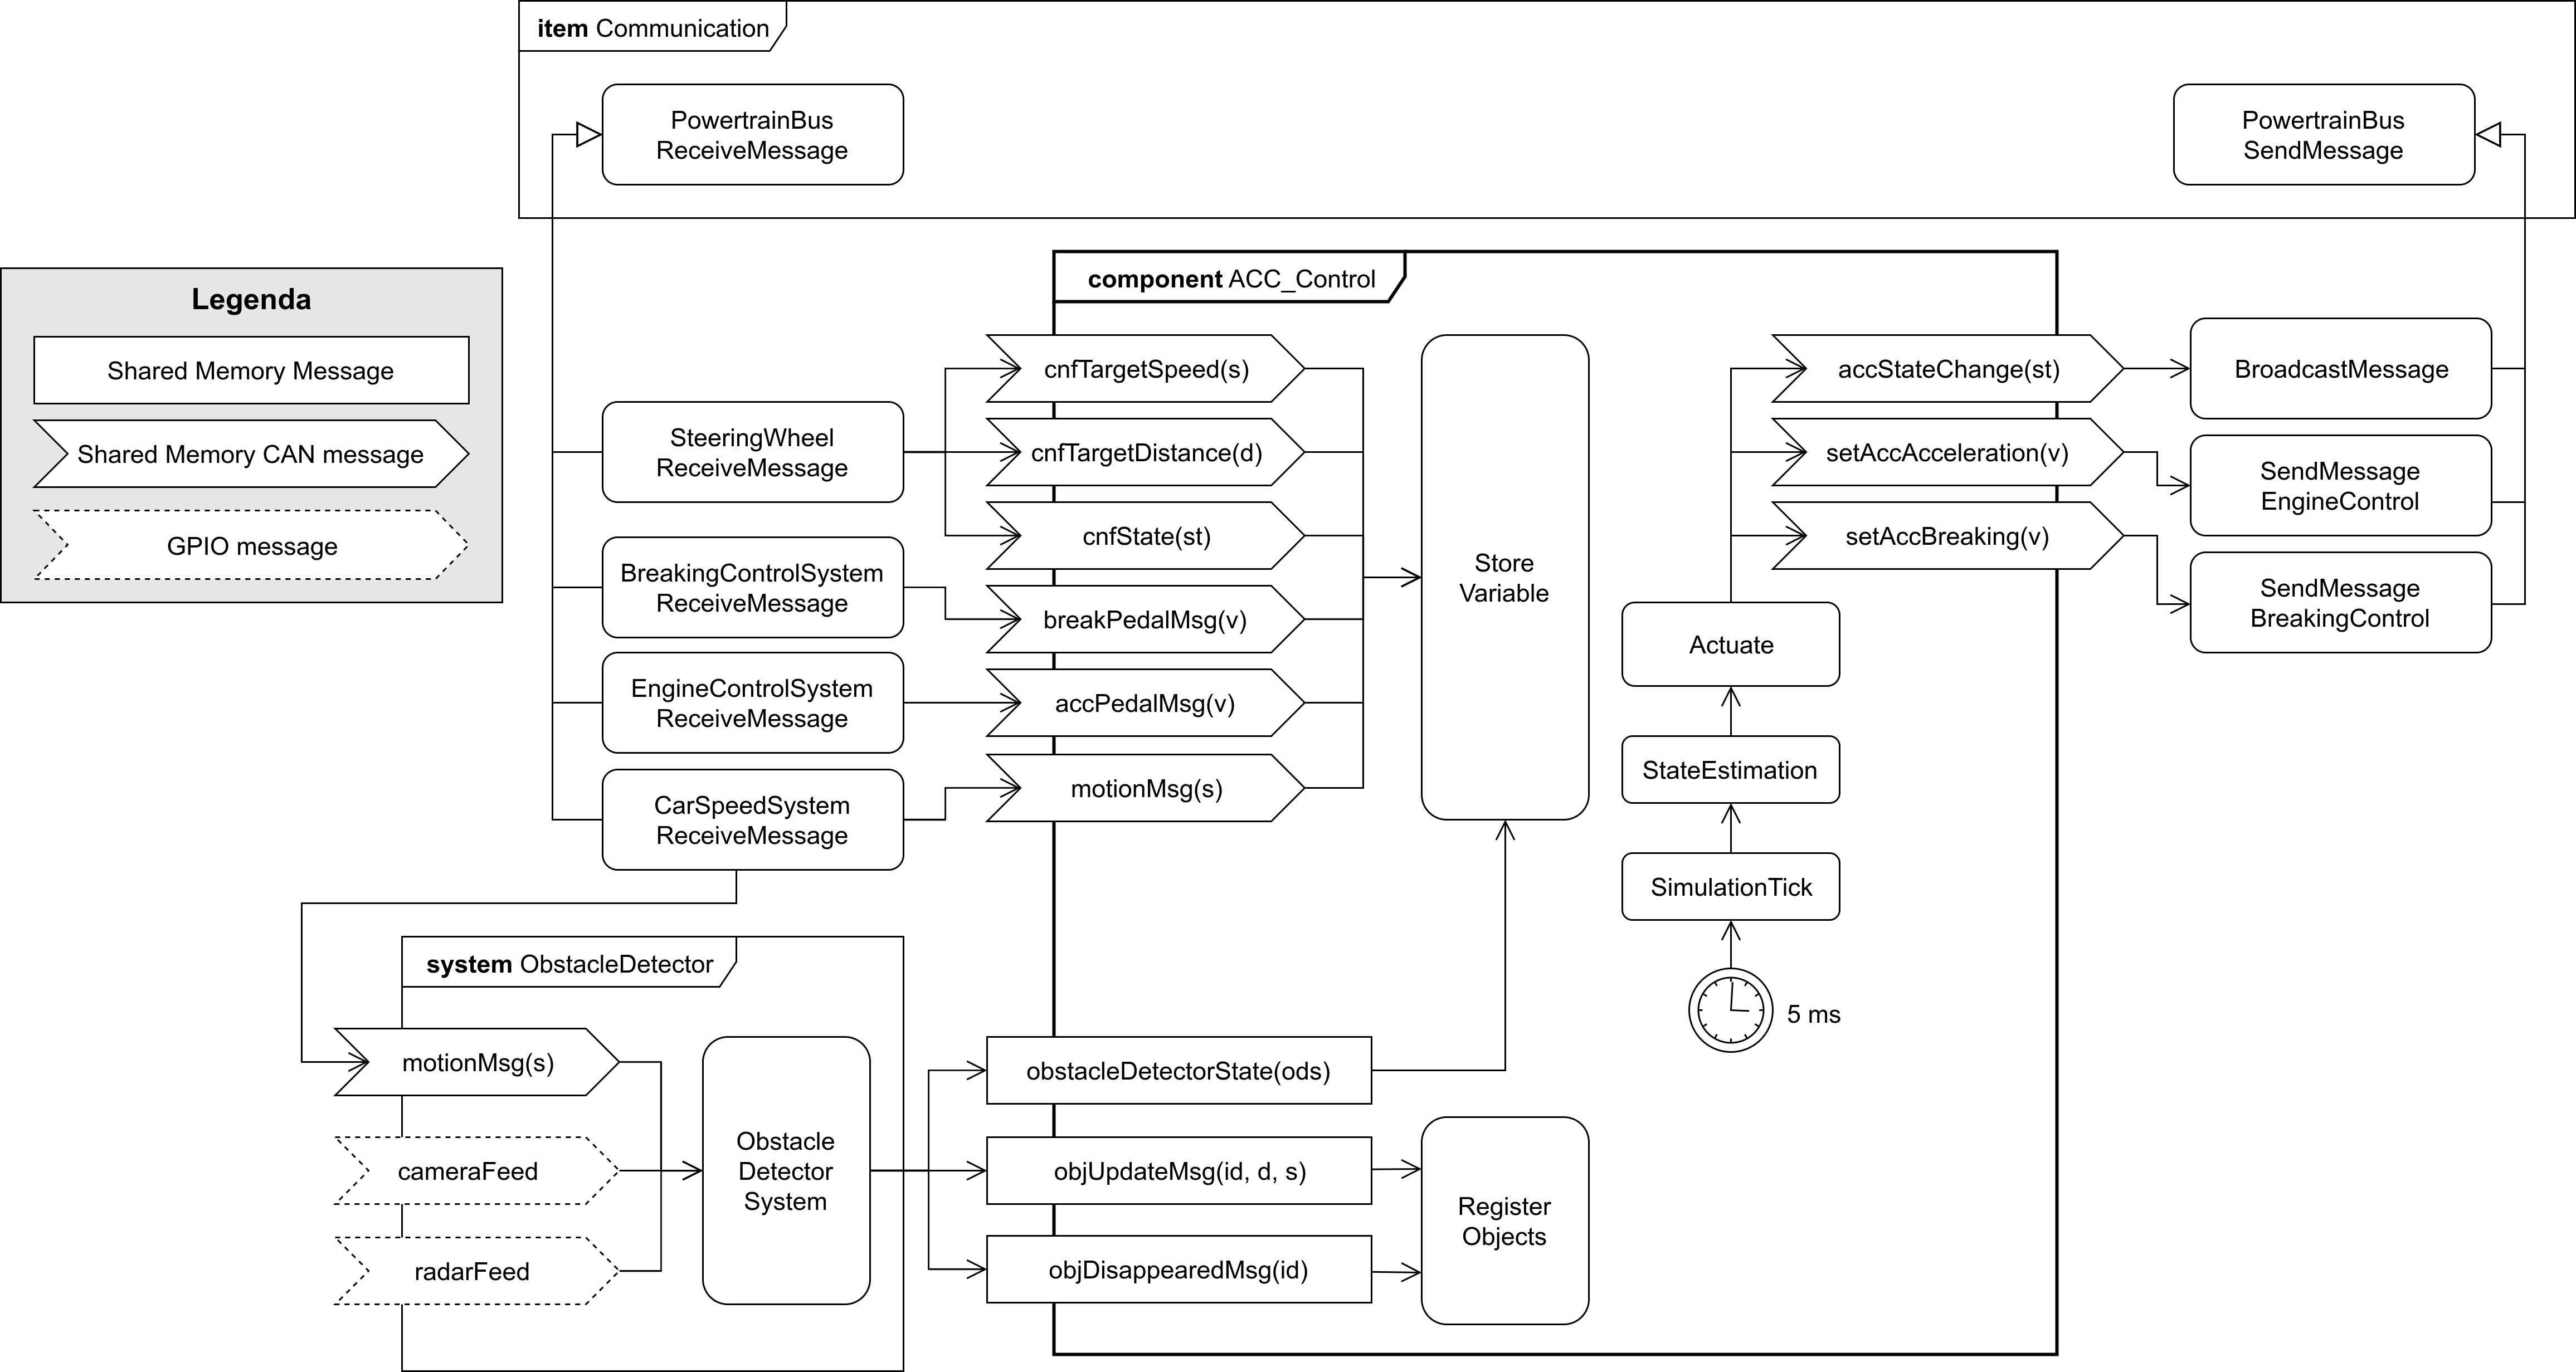 item Communication
PowertrainBus
ReceiveMessage
PowertrainBus
SendMessage
Legenda
Shared Memory Message
Shared Memory CAN message
GPIO message
component ACC_Control
SteeringWheel
ReceiveMessage
BreakingControlSystem
ReceiveMessage
EngineControlSystem
ReceiveMessage
CarSpeedSystem
ReceiveMessage
cnfTargetSpeed(s)
cnfTargetDistance(d)
cnfState(st)
breakPedalMsg(v)
accPedalMsg(v)
motionMsg(s)
Store
Variable
accStateChange(st)
setAccAcceleration(v)
setAccBreaking(v)
BroadcastMessage
SendMessage
EngineControl
SendMessage
BreakingControl
Actuate
StateEstimation
SimulationTick
5 ms
system ObstacleDetector
motionMsg(s)
cameraFeed
radarFeed
Obstacle
Detector
System
obstacleDetectorState(ods)
objUpdateMsg(id, d, s)
objDisappearedMsg(id)
Register
Objects